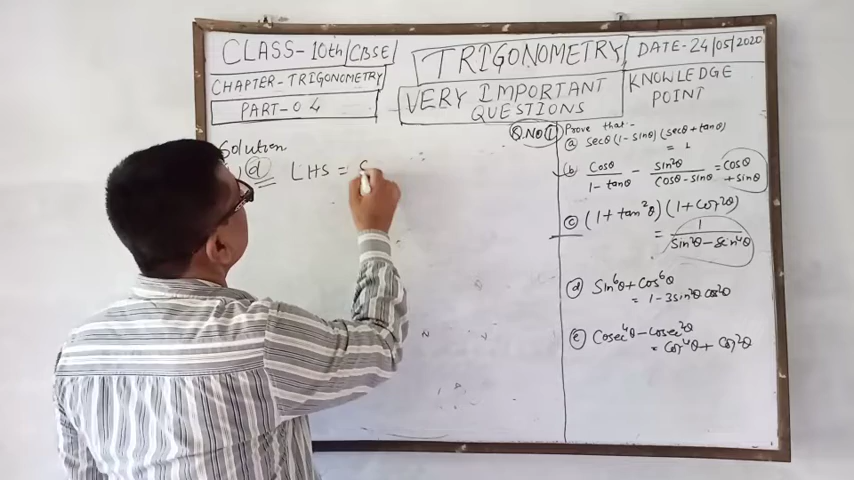 CLASS-10th/CBSE/
CHAPTER-TRIGONOMETRY
PART-04
TRIGONOMETRY
VERY IMPORTANT
QUESTIONS
DATE-24/05/2020
KNOWLEDGE
POINT
Solution
(d) LHS = S
Q.NO ① Prove that -
(a) secθ(1-sinθ)(secθ+tanθ)
= 1
(b) Cosθ/(1-tanθ) - sin²θ/(cosθ-sinθ) = cosθ
+sinθ
(c) (1+tan²θ)(1+cot²θ)
= 1/(sin²θ-sin⁴θ)
(d) Sin⁶θ+Cos⁶θ
= 1-3sin²θ cos²θ
(e) Cosec⁴θ-cosec²θ
= cot⁴θ+cot²θ